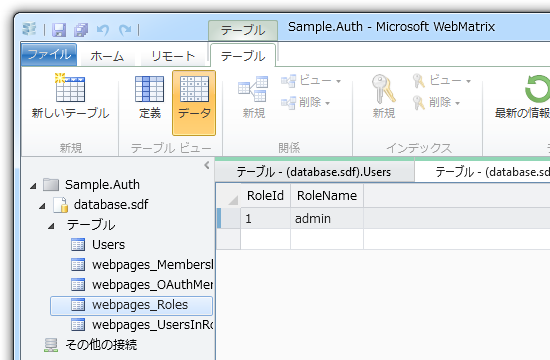 テーブル
Sample.Auth - Microsoft WebMatrix
ファイル ホーム リモート テーブル
新しいテーブル 定義 データ 新規 ビュー 削除 新規 ビュー 削除 最新の情報
新規 テーブル ビュー 関係 インデックス
テーブル - (database.sdf).Users テーブル - (database.sd
Sample.Auth
database.sdf
テーブル
Users
webpages_Membersl
webpages_OAuthMer
webpages_Roles
webpages_UsersInRo
その他の接続
RoleId RoleName
1 admin